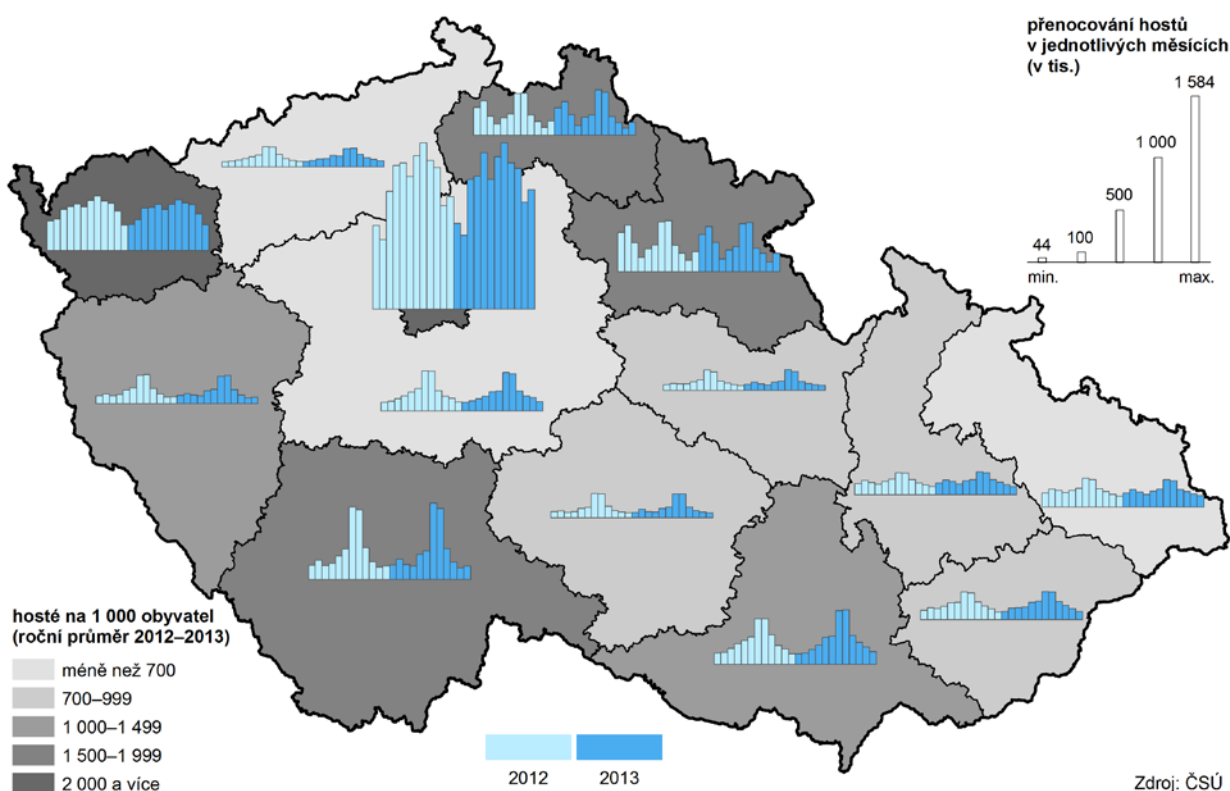 přenocování hostů
v jednotlivých měsících
(v tis.)
1 584
1 000
500
100
44
min.
max.
hosté na 1 000 obyvatel
(roční průměr 2012–2013)
méně než 700
700–999
1 000–1 499
1 500–1 999
2 000 a více
2012
2013
Zdroj: ČSÚ